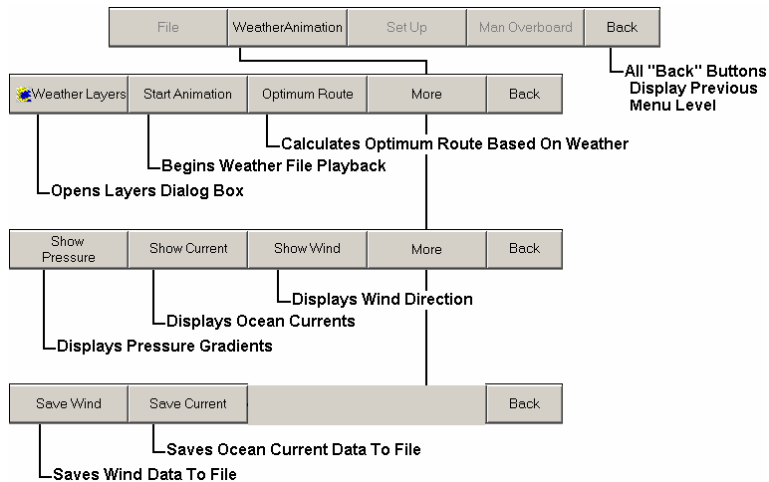 File WeatherAnimation Set Up Man Overboard Back
All "Back" Buttons
Display Previous
Menu Level
Weather Layers Start Animation Optimum Route More Back
Calculates Optimum Route Based On Weather
Begins Weather File Playback
Opens Layers Dialog Box
Show
Pressure
Show Current Show Wind More Back
Displays Wind Direction
Displays Ocean Currents
Displays Pressure Gradients
Save Wind Save Current Back
Saves Ocean Current Data To File
Saves Wind Data To File